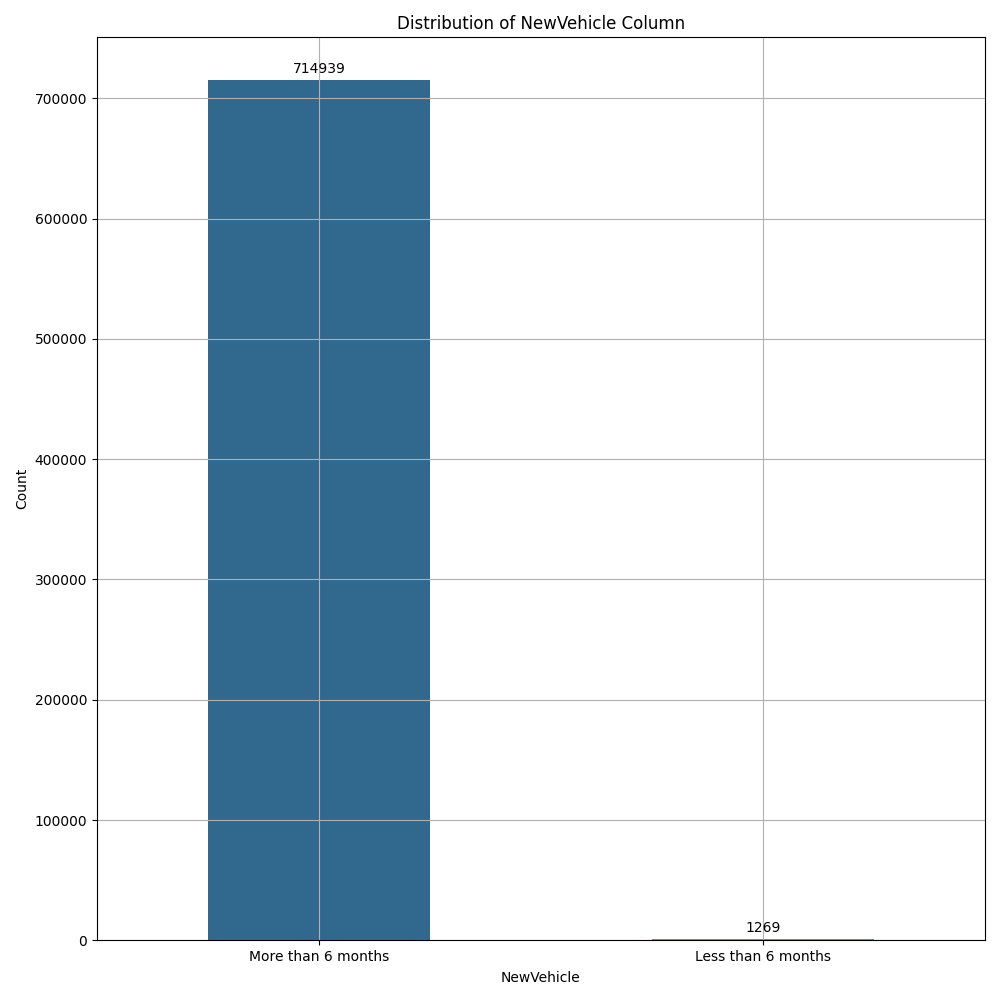 Distribution of NewVehicle Column
714939
700000
600000
500000
400000
Count
300000
200000
100000
1269
0
More than 6 months
Less than 6 months
NewVehicle